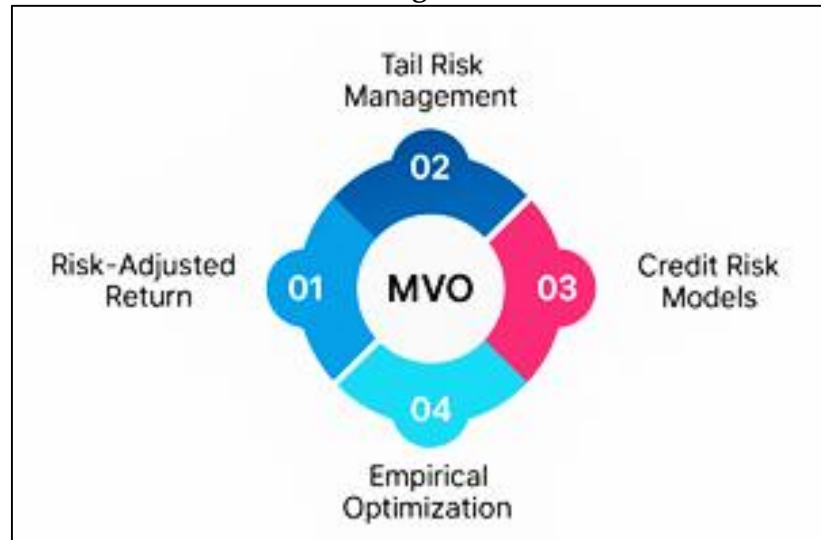 Tail Risk
Management
02
Risk-Adjusted
Return
01
MVO
03
Credit Risk
Models
04
Empirical
Optimization